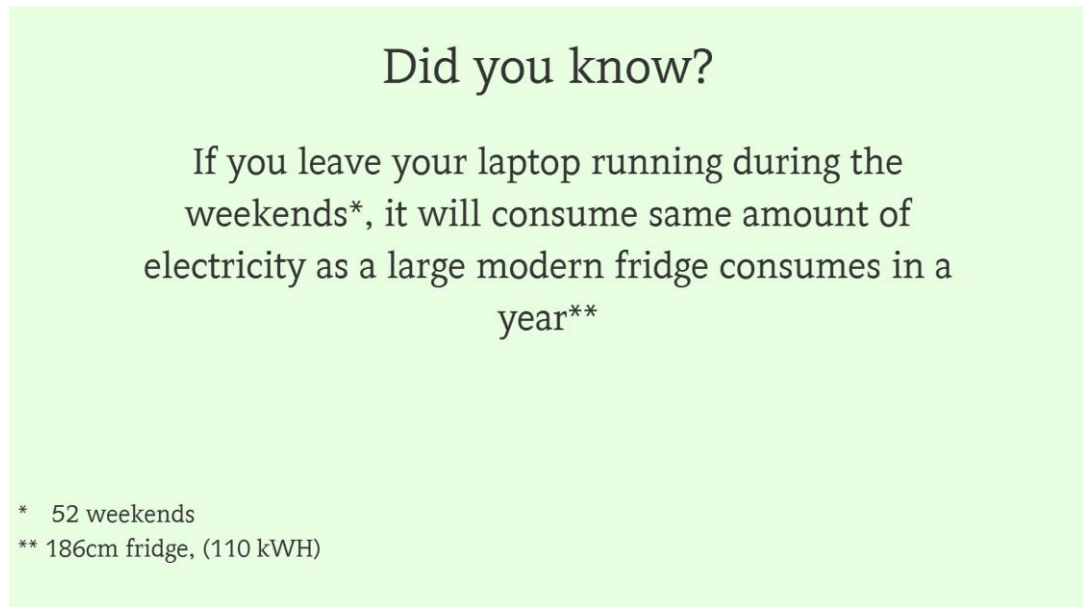 Did you know?
If you leave your laptop running during the
weekends*, it will consume same amount of
electricity as a large modern fridge consumes in a
year**
* 52 weekends
** 186cm fridge, (110 kWH)